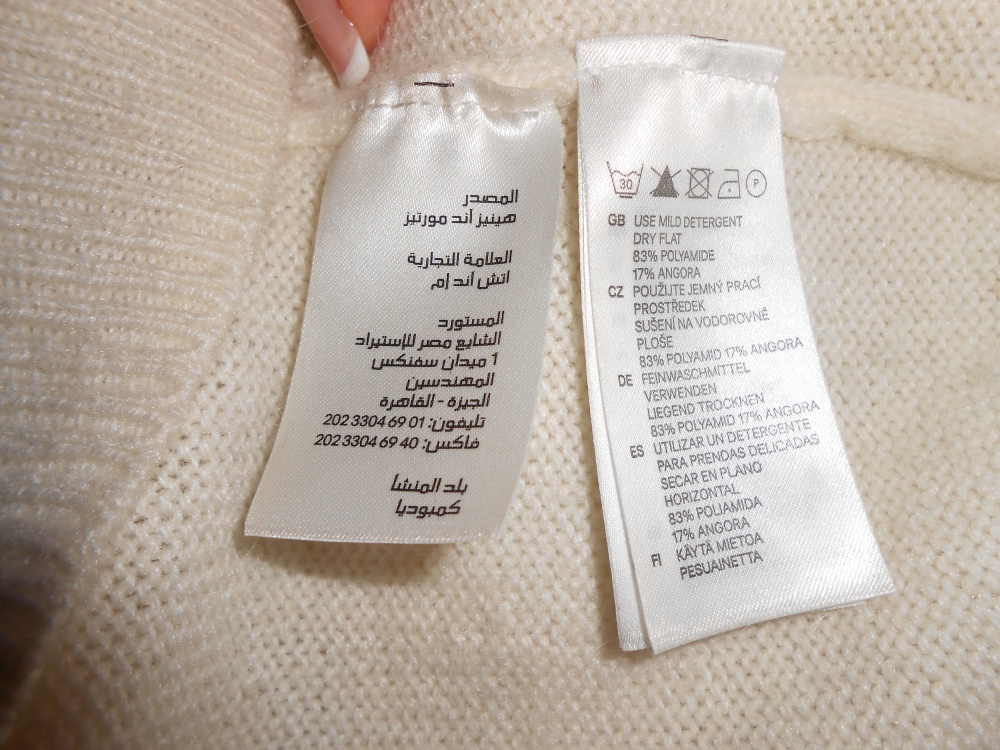 المصدر
هينيز آند مورتيز
العلامة التجارية
اتش آند إم
المستورد
الشايع مصر للإستيراد
1 ميدان سفنكس
المهندسين
الجيزة - القاهرة
تليفون: 01 69 3304 202
فاكس: 40 69 3304 202
بلد المنشأ
كمبوديا
30 P
GB USE MILD DETERGENT
DRY FLAT
83% POLYAMIDE
17% ANGORA
CZ POUŽIJTE JEMNÝ PRACÍ
PROSTŘEDEK
SUŠENÍ NA VODOROVNÉ
PLOŠE
83% POLYAMID 17% ANGORA
DE FEINWASCHMITTEL
VERWENDEN
LIEGEND TROCKNEN
83% POLYAMID 17% ANGORA
ES UTILIZAR UN DETERGENTE
PARA PRENDAS DELICADAS
SECAR EN PLANO
HORIZONTAL
83% POLIAMIDA
17% ANGORA
FI KÄYTÄ MIETOA
PESUAINETTA